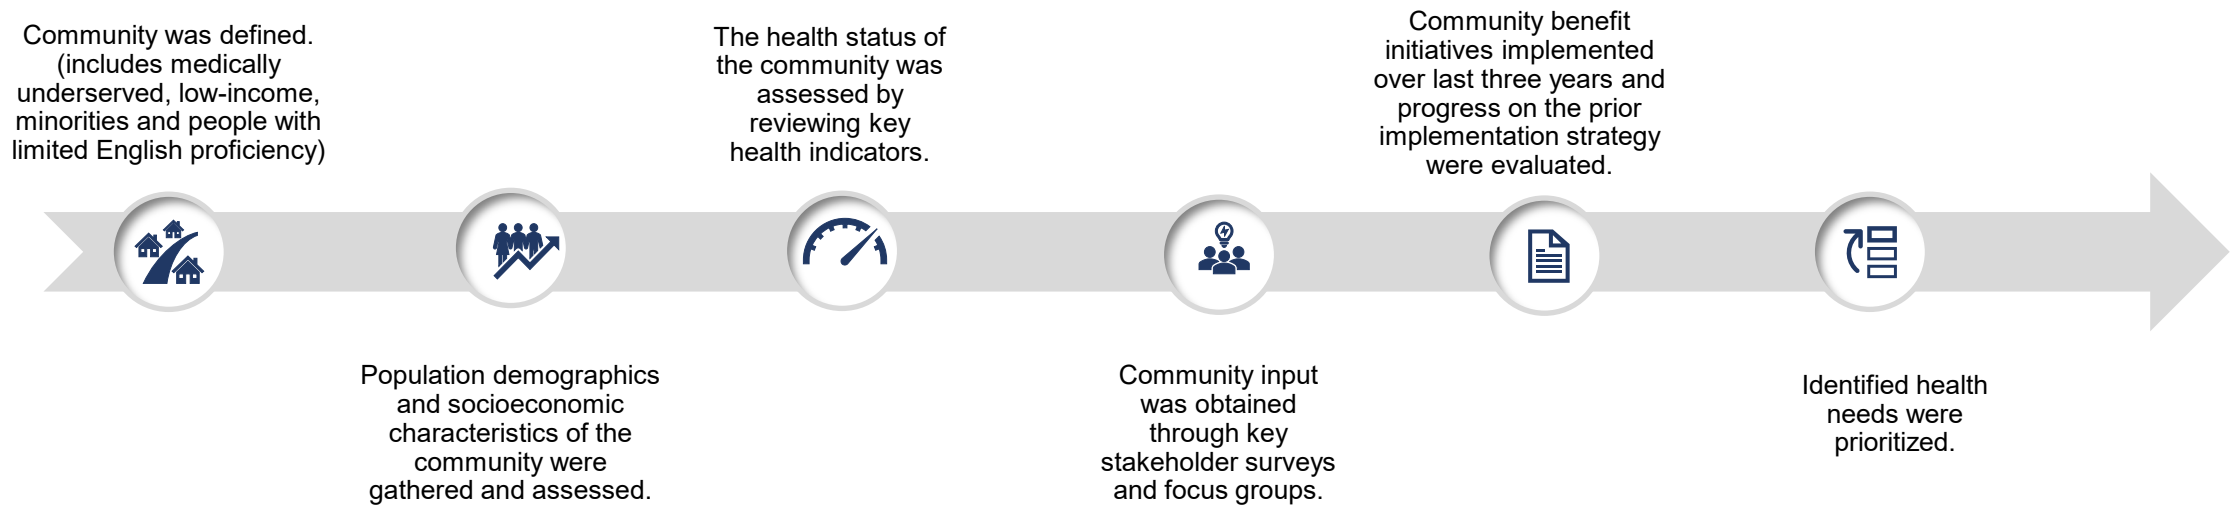 Community was defined.
(includes medically
underserved, low-income,
minorities and people with
limited English proficiency)
Population demographics
and socioeconomic
characteristics of the
community were
gathered and assessed.
The health status of
the community was
assessed by
reviewing key
health indicators.
Community input
was obtained
through key
stakeholder surveys
and focus groups.
Community benefit
initiatives implemented
over last three years and
progress on the prior
implementation strategy
were evaluated.
Identified health
needs were
prioritized.